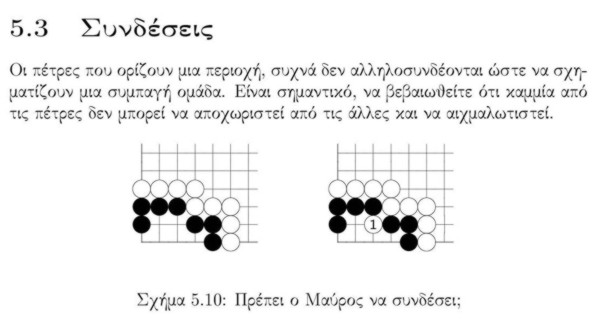 5.3 Συνδέσεις
Οι πέτρες που ορίζουν μια περιοχή, συχνά δεν αλληλοσυνδέονται ώστε να σχη-
ματίζουν μια συμπαγή ομάδα. Είναι σημαντικό, να βεβαιωθείτε ότι καμμία από
τις πέτρες δεν μπορεί να αποχωριστεί από τις άλλες και να αιχμαλωτιστεί.
1
Σχήμα 5.10: Πρέπει ο Μαύρος να συνδέσει;